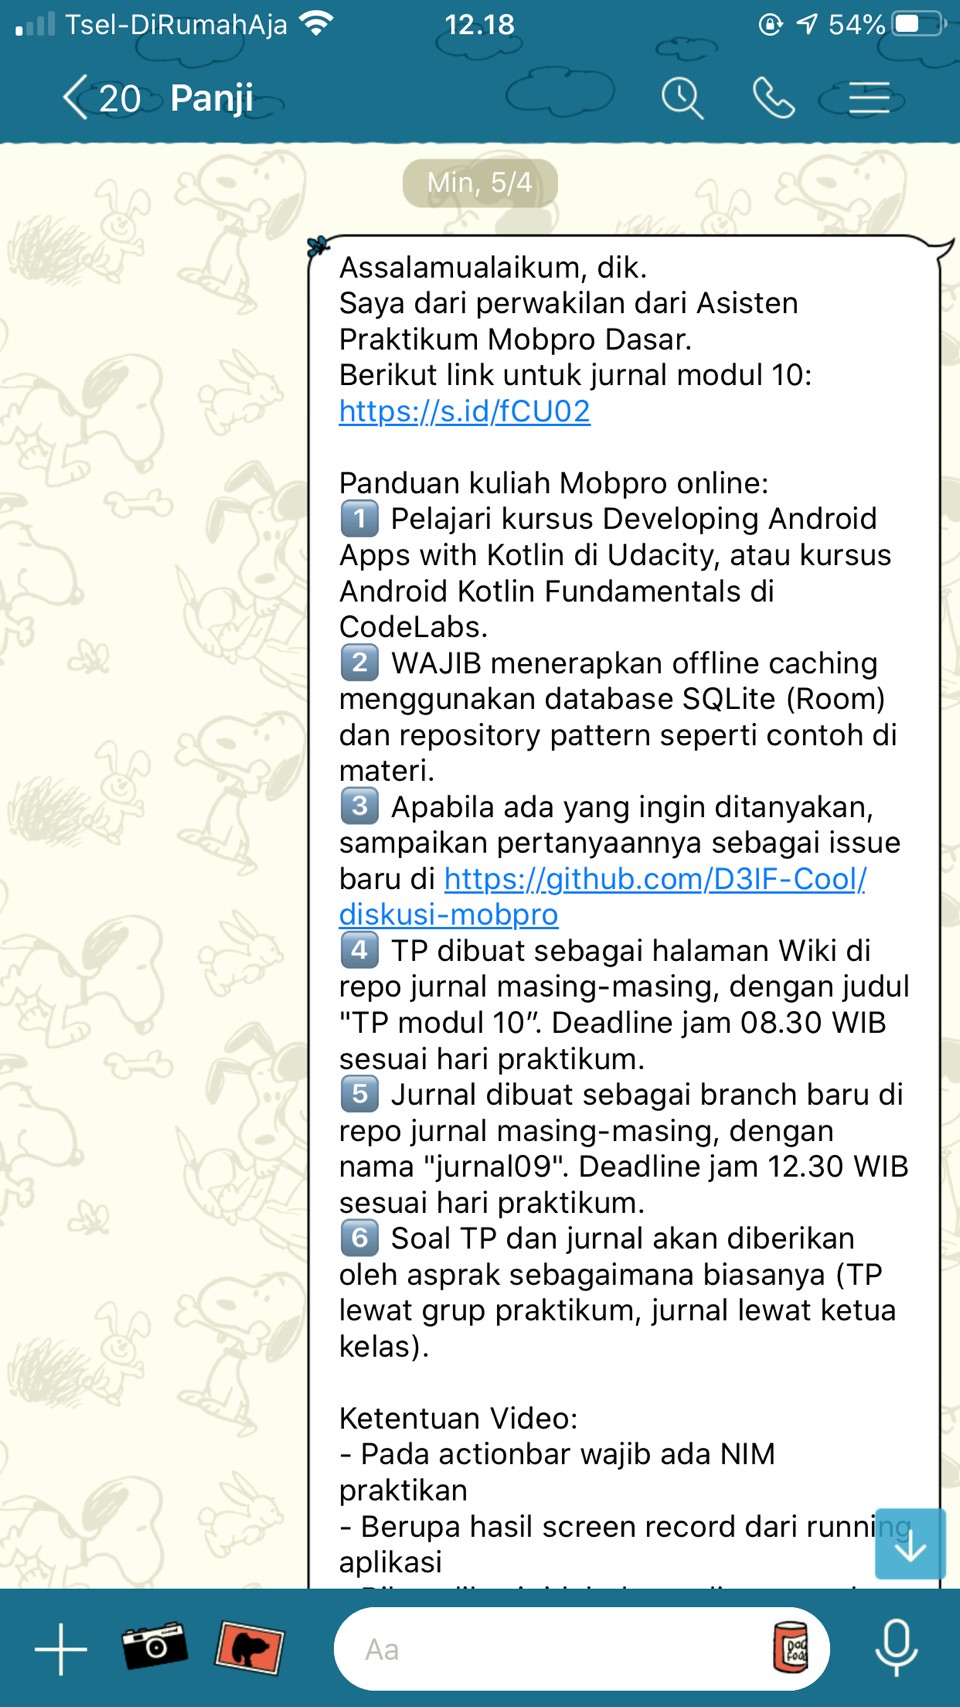 Tsel-DiRumahAja 12.18 54%
20 Panji
Min, 5/4
Assalamualaikum, dik.
Saya dari perwakilan dari Asisten
Praktikum Mobpro Dasar.
Berikut link untuk jurnal modul 10:
https://s.id/fCU02
Panduan kuliah Mobpro online:
1 Pelajari kursus Developing Android
Apps with Kotlin di Udacity, atau kursus
Android Kotlin Fundamentals di
CodeLabs.
2 WAJIB menerapkan offline caching
menggunakan database SQLite (Room)
dan repository pattern seperti contoh di
materi.
3 Apabila ada yang ingin ditanyakan,
sampaikan pertanyaannya sebagai issue
baru di https://github.com/D3IF-Cool/
diskusi-mobpro
4 TP dibuat sebagai halaman Wiki di
repo jurnal masing-masing, dengan judul
"TP modul 10”. Deadline jam 08.30 WIB
sesuai hari praktikum.
5 Jurnal dibuat sebagai branch baru di
repo jurnal masing-masing, dengan
nama "jurnal09". Deadline jam 12.30 WIB
sesuai hari praktikum.
6 Soal TP dan jurnal akan diberikan
oleh asprak sebagaimana biasanya (TP
lewat grup praktikum, jurnal lewat ketua
kelas).
Ketentuan Video:
- Pada actionbar wajib ada NIM
praktikan
- Berupa hasil screen record dari running
aplikasi
Aa
DOG
FOOD